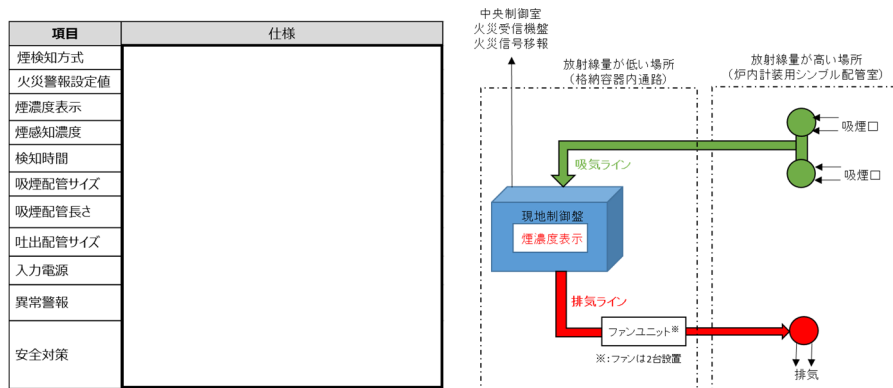 項目
仕様
煙検知方式
火災警報設定値
煙濃度表示
煙感知濃度
検知時間
吸煙配管サイズ
吸煙配管長さ
吐出配管サイズ
入力電源
異常警報
安全対策
中央制御室
火災受信機盤
火災信号移報
放射線量が低い場所
(格納容器内通路)
放射線量が高い場所
(炉内計装用シンブル配管室)
吸煙口
吸煙口
吸気ライン
現地制御盤
煙濃度表示
排気ライン
ファンユニット※
※:ファンは2台設置
排気